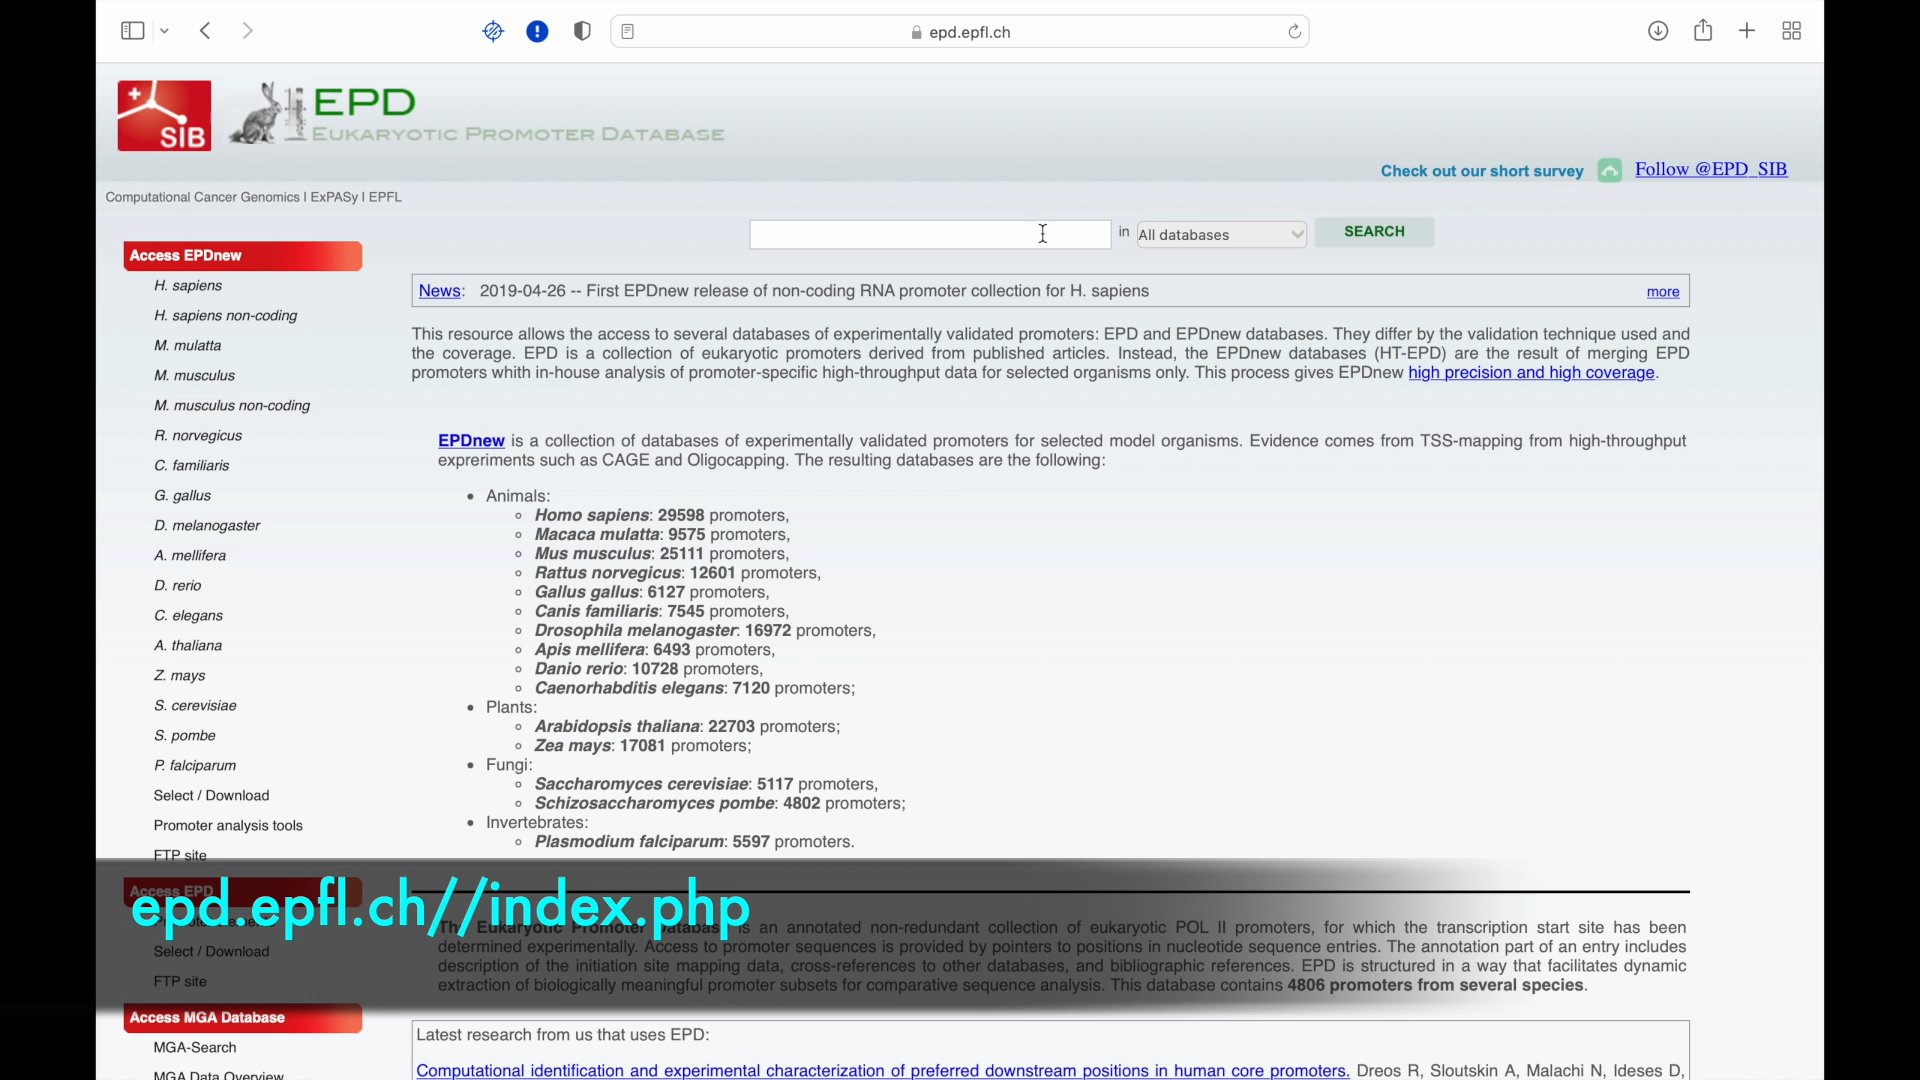 epd.epfl.ch
SIB
EPD
EUKARYOTIC PROMOTER DATABASE
Check out our short survey Follow @EPD_SIB
Computational Cancer Genomics I ExPASy I EPFL
in All databases SEARCH
Access EPDnew
H. sapiens
H. sapiens non-coding
M. mulatta
M. musculus
M. musculus non-coding
R. norvegicus
C. familiaris
G. gallus
D. melanogaster
A. mellifera
D. rerio
C. elegans
A. thaliana
Z. mays
S. cerevisiae
S. pombe
P. falciparum
Select / Download
Promoter analysis tools
FTP site
Access EPD
Select / Download
FTP site
Access MGA Database
MGA-Search
MGA Data Overview
News: 2019-04-26 -- First EPDnew release of non-coding RNA promoter collection for H. sapiens more
This resource allows the access to several databases of experimentally validated promoters: EPD and EPDnew databases. They differ by the validation technique used and
the coverage. EPD is a collection of eukaryotic promoters derived from published articles. Instead, the EPDnew databases (HT-EPD) are the result of merging EPD
promoters whith in-house analysis of promoter-specific high-throughput data for selected organisms only. This process gives EPDnew high precision and high coverage.
EPDnew is a collection of databases of experimentally validated promoters for selected model organisms. Evidence comes from TSS-mapping from high-throughput
expreriments such as CAGE and Oligocapping. The resulting databases are the following:
Animals:
Homo sapiens: 29598 promoters,
Macaca mulatta: 9575 promoters,
Mus musculus: 25111 promoters,
Rattus norvegicus: 12601 promoters,
Gallus gallus: 6127 promoters,
Canis familiaris: 7545 promoters,
Drosophila melanogaster: 16972 promoters,
Apis mellifera: 6493 promoters,
Danio rerio: 10728 promoters,
Caenorhabditis elegans: 7120 promoters;
Plants:
Arabidopsis thaliana: 22703 promoters;
Zea mays: 17081 promoters;
Fungi:
Saccharomyces cerevisiae: 5117 promoters,
Schizosaccharomyces pombe: 4802 promoters;
Invertebrates:
Plasmodium falciparum: 5597 promoters.
epd.epfl.ch//index.php
The Eukaryotic Promoter Database is an annotated non-redundant collection of eukaryotic POL II promoters, for which the transcription start site has been
determined experimentally. Access to promoter sequences is provided by pointers to positions in nucleotide sequence entries. The annotation part of an entry includes
description of the initiation site mapping data, cross-references to other databases, and bibliographic references. EPD is structured in a way that facilitates dynamic
extraction of biologically meaningful promoter subsets for comparative sequence analysis. This database contains 4806 promoters from several species.
Latest research from us that uses EPD:
Computational identification and experimental characterization of preferred downstream positions in human core promoters. Dreos R, Sloutskin A, Malachi N, Ideses D,